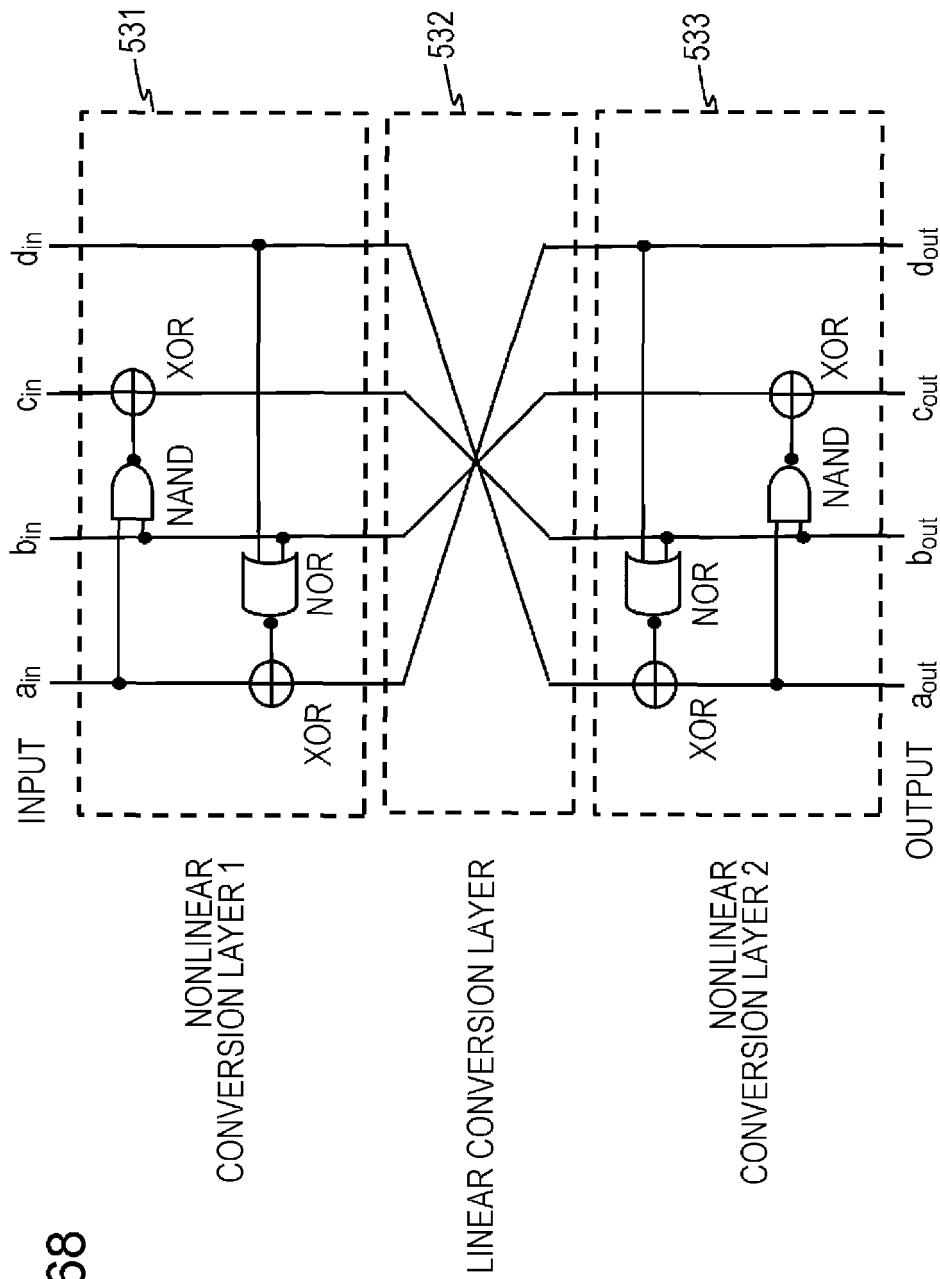 68
INPUT
a_in
b_in
c_in
d_in
NONLINEAR
CONVERSION LAYER 1
NAND
XOR
NOR
XOR
531
LINEAR CONVERSION LAYER
532
NONLINEAR
CONVERSION LAYER 2
NOR
XOR
NAND
XOR
533
OUTPUT
a_out
b_out
c_out
d_out